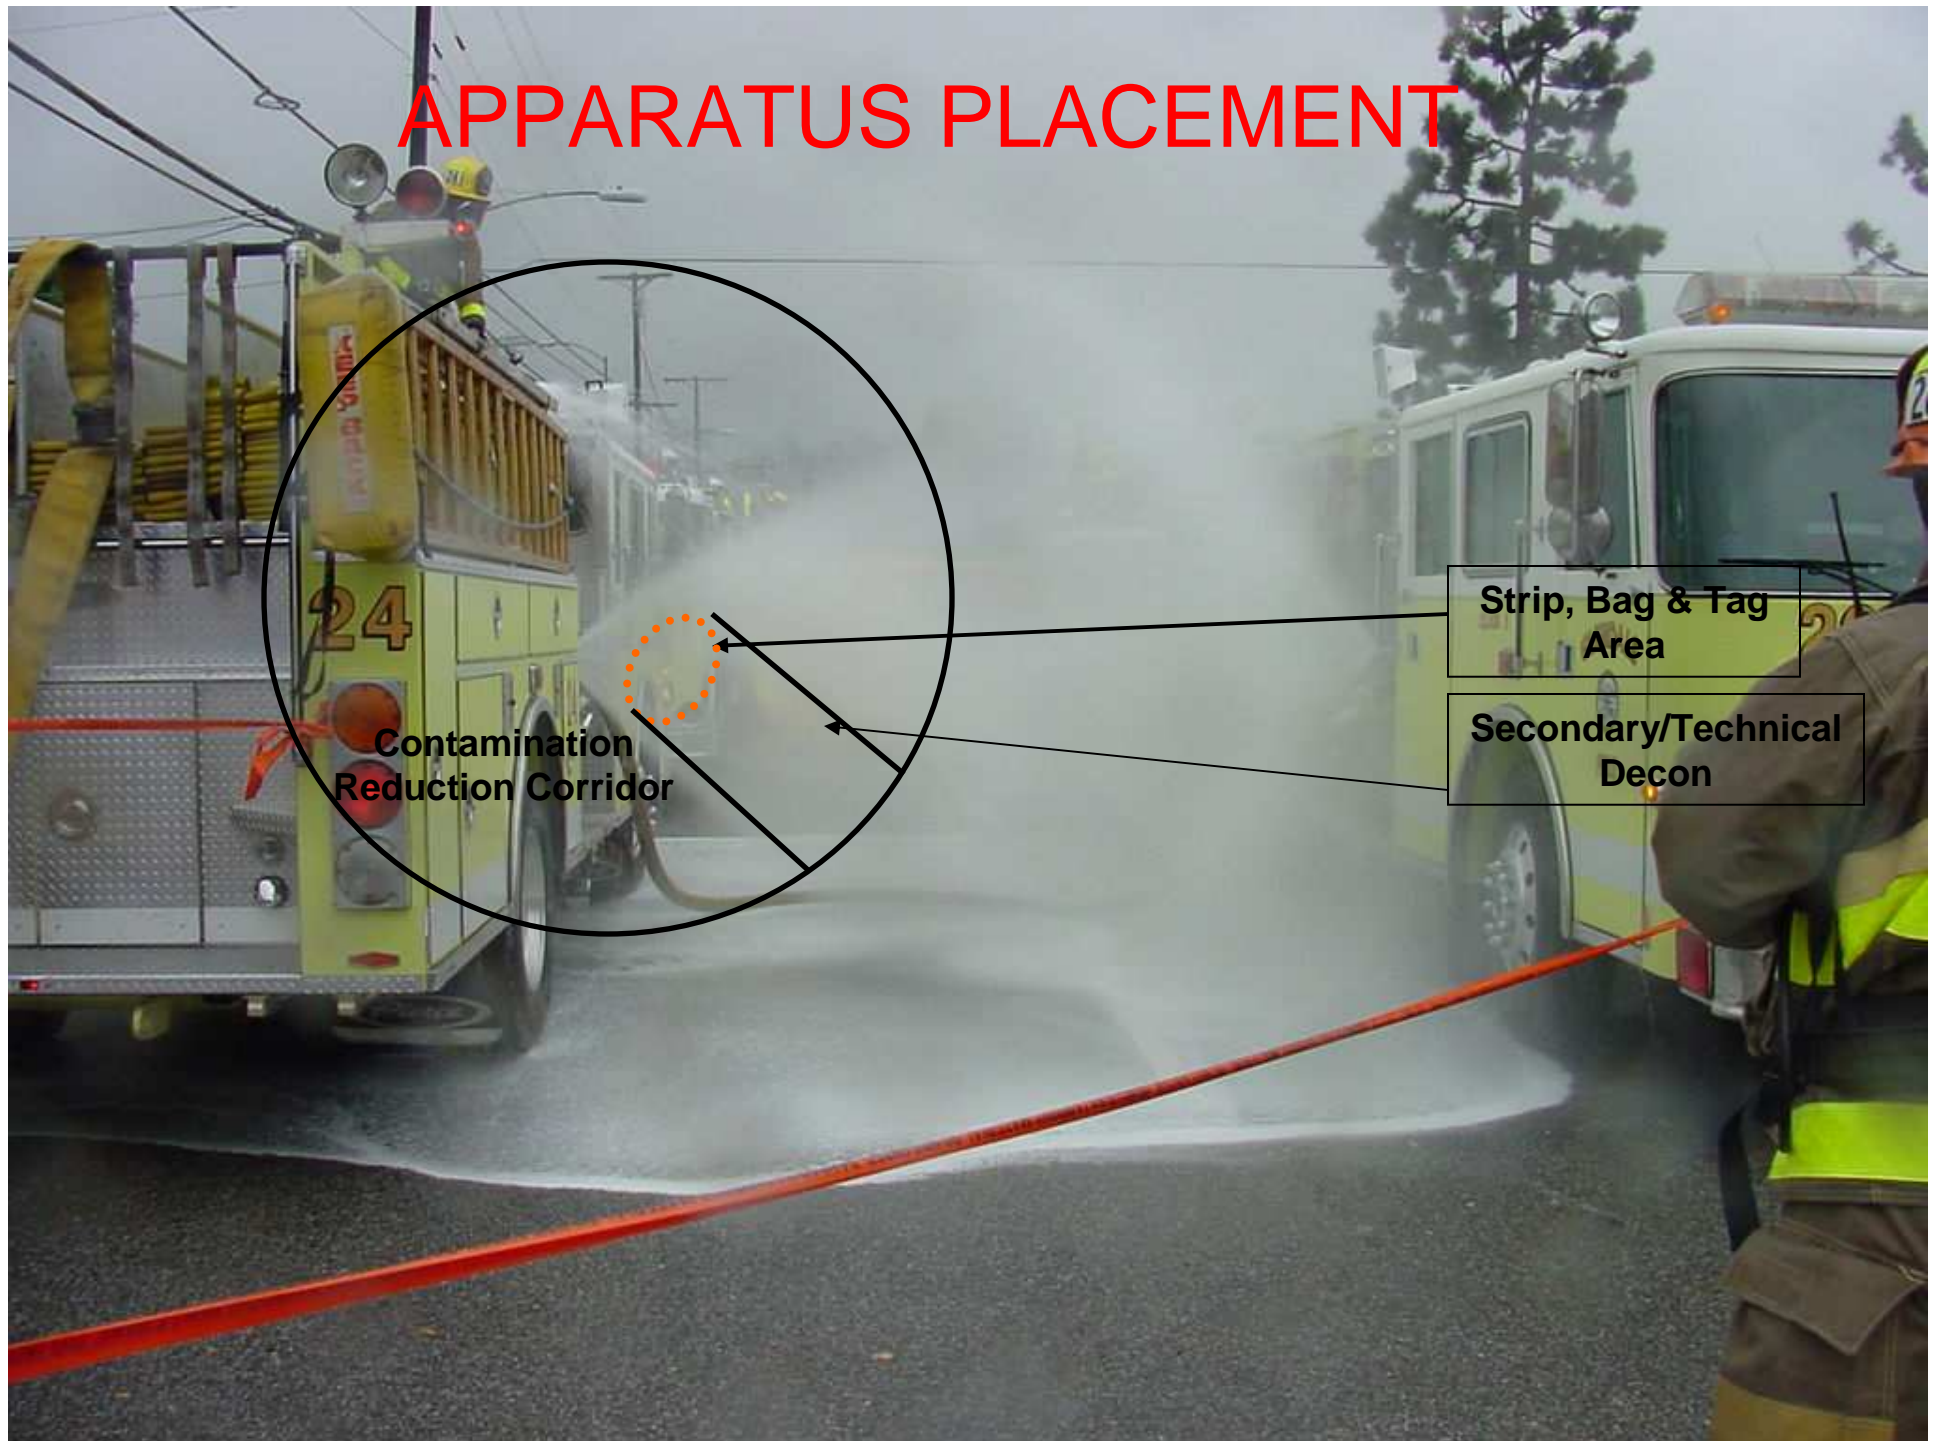 APPARATUS PLACEMENT
24
Strip, Bag & Tag
Area
Secondary/Technical
Decon
Contamination
Reduction Corridor